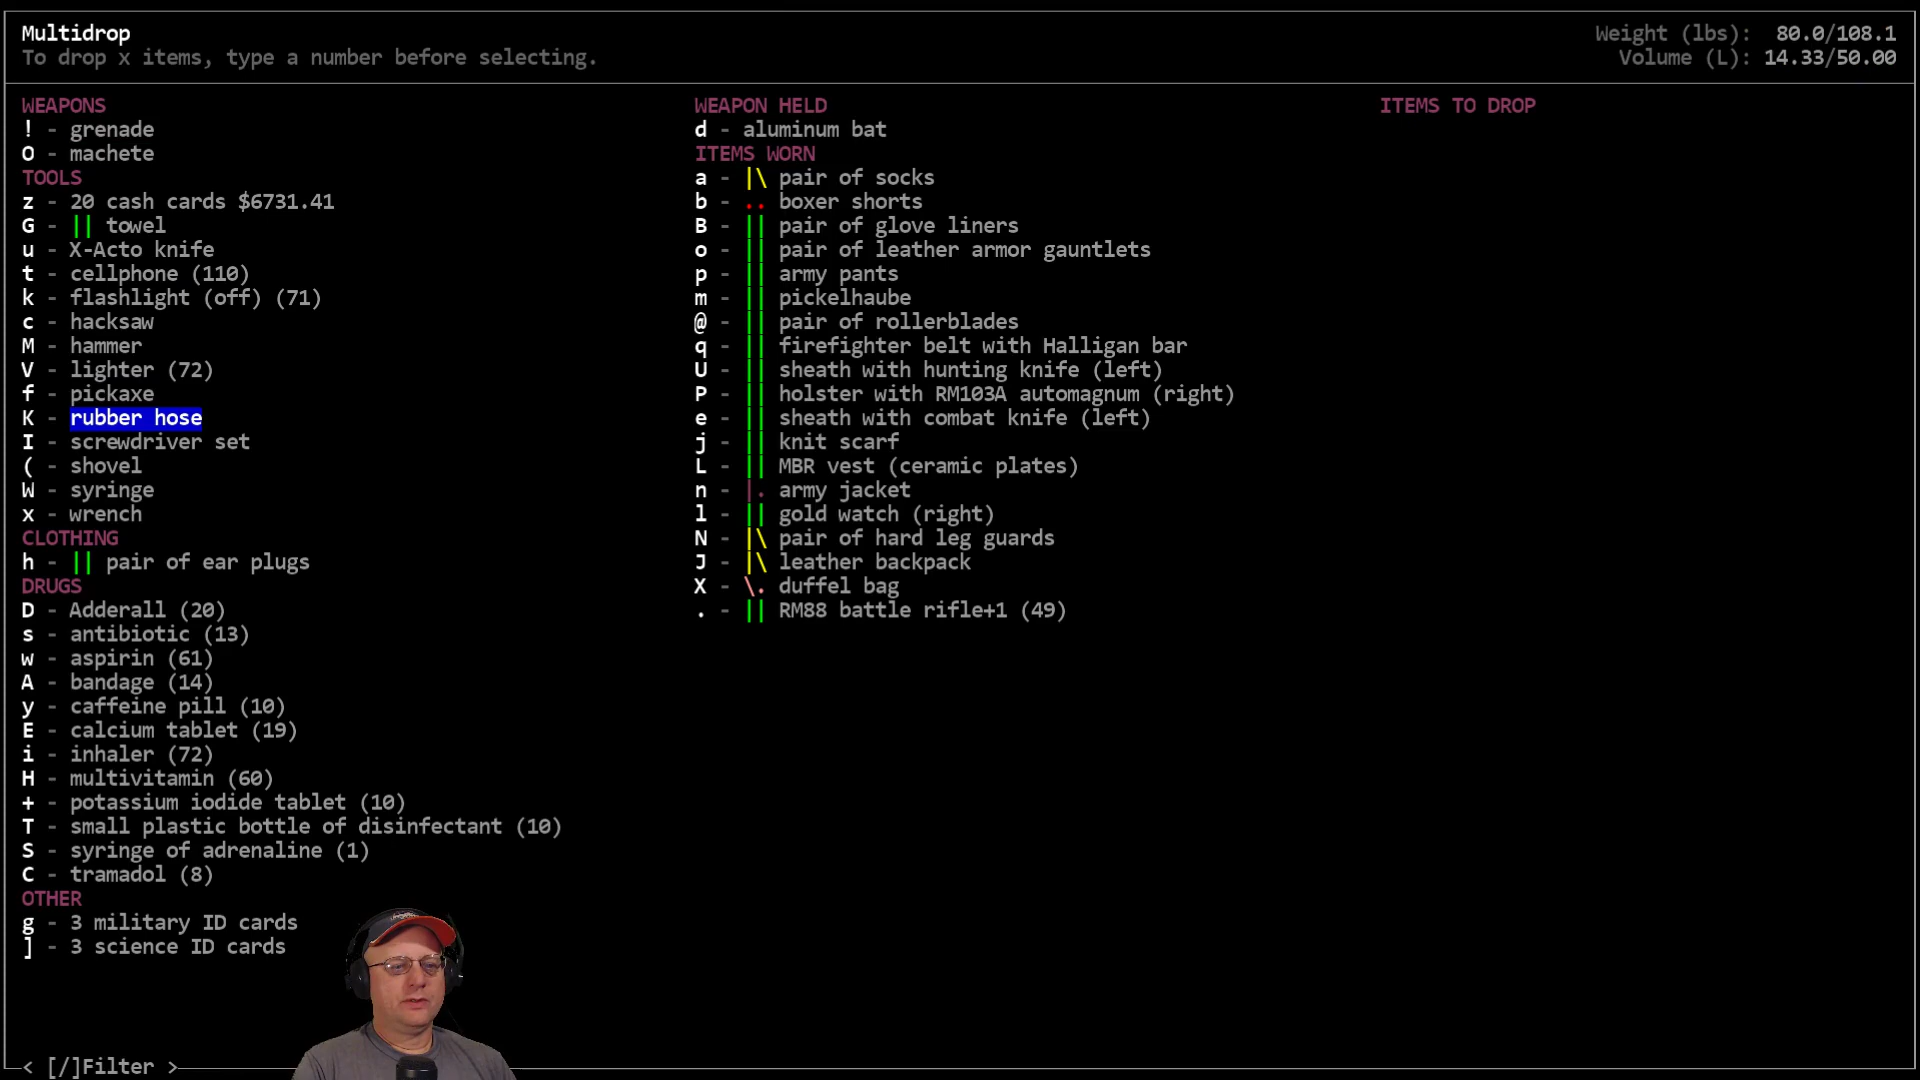 Multidrop
To drop x items, type a number before selecting.
Weight (lbs): 80.0/108.1
Volume (L): 14.33/50.00
WEAPONS
! - grenade
O - machete
TOOLS
z - 20 cash cards $6731.41
G - || towel
u - X-Acto knife
t - cellphone (110)
k - flashlight (off) (71)
c - hacksaw
M - hammer
V - lighter (72)
f - pickaxe
K - rubber hose
I - screwdriver set
( - shovel
W - syringe
x - wrench
CLOTHING
h - || pair of ear plugs
DRUGS
D - Adderall (20)
s - antibiotic (13)
w - aspirin (61)
A - bandage (14)
y - caffeine pill (10)
E - calcium tablet (19)
i - inhaler (72)
H - multivitamin (60)
+ - potassium iodide tablet (10)
T - small plastic bottle of disinfectant (10)
S - syringe of adrenaline (1)
C - tramadol (8)
OTHER
g - 3 military ID cards
] - 3 science ID cards
WEAPON HELD
d - aluminum bat
ITEMS WORN
a - |\ pair of socks
b - .. boxer shorts
B - || pair of glove liners
o - || pair of leather armor gauntlets
p - || army pants
m - || pickelhaube
@ - || pair of rollerblades
q - || firefighter belt with Halligan bar
U - || sheath with hunting knife (left)
P - || holster with RM103A automagnum (right)
e - || sheath with combat knife (left)
j - || knit scarf
L - || MBR vest (ceramic plates)
n - |. army jacket
l - || gold watch (right)
N - |\ pair of hard leg guards
J - |\ leather backpack
X - \. duffel bag
. - || RM88 battle rifle+1 (49)
ITEMS TO DROP
< [/]Filter >